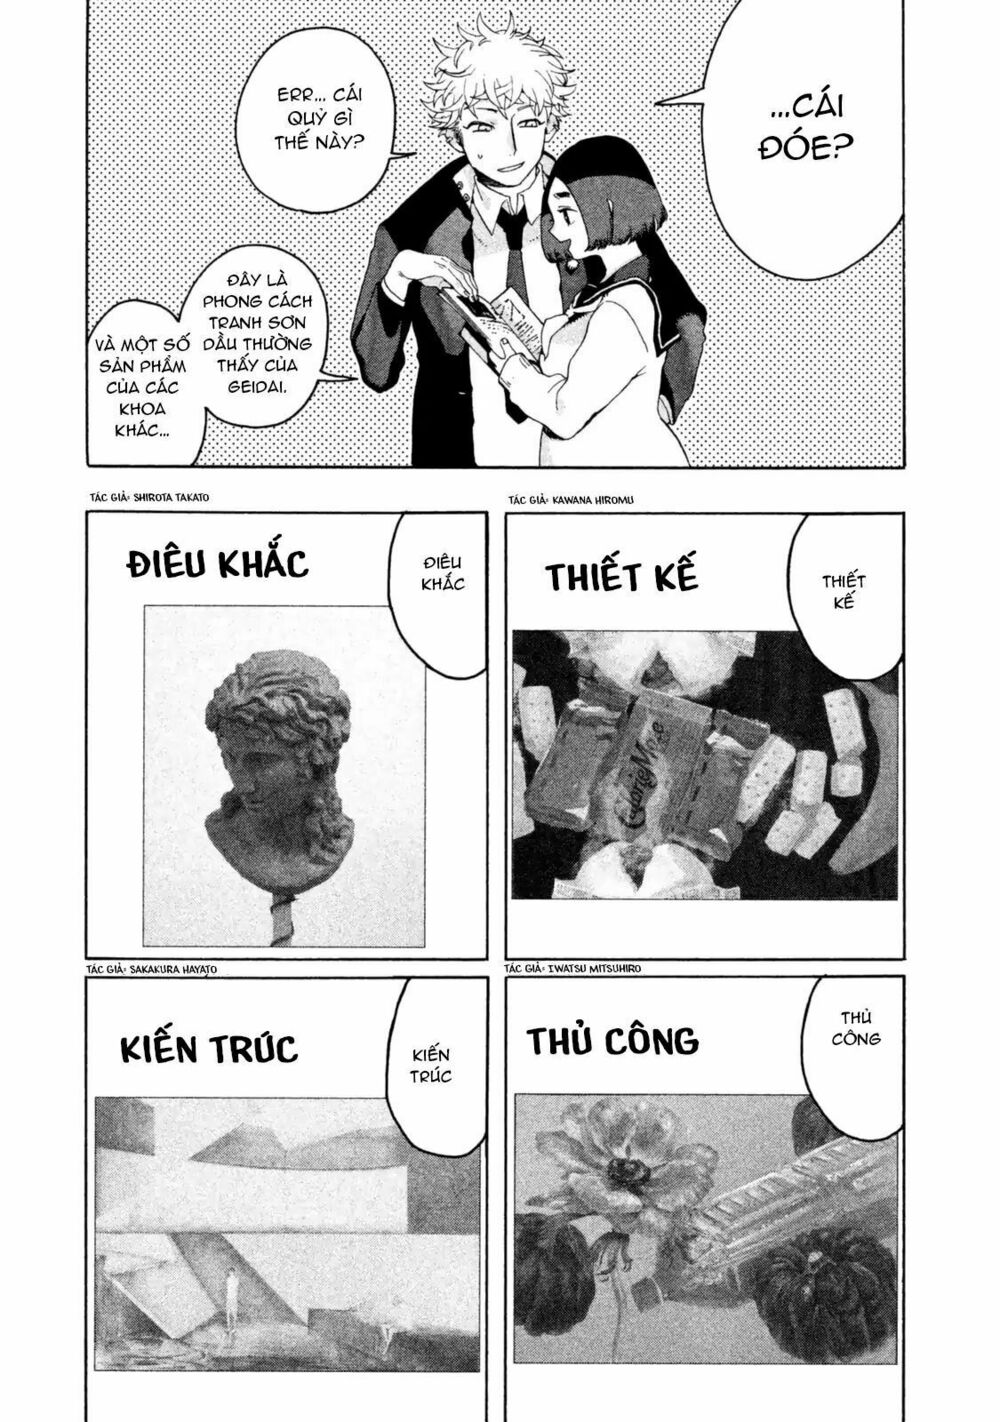 ...CÁI
ĐÓE?
ERR... CÁI
QUỶ GÌ
THẾ NÀY?
ĐÂY LÀ
PHONG CÁCH
TRANH SƠN
DẦU THƯỜNG
THẤY CỦA
GEIDAI.
VÀ MỘT SỐ
SẢN PHẨM
CỦA CÁC
KHOA
KHÁC...
TÁC GIẢ: SHIROTA TAKATO
ĐIÊU KHẮC
ĐIÊU
KHẮC
TÁC GIẢ: KAWANA HIROMU
THIẾT KẾ
THIẾT
KẾ
CalorieMate
TÁC GIẢ: SAKAKURA HAYATO
KIẾN TRÚC
KIẾN
TRÚC
TÁC GIẢ: IWATSU MITSUHIRO
THỦ CÔNG
THỦ
CÔNG